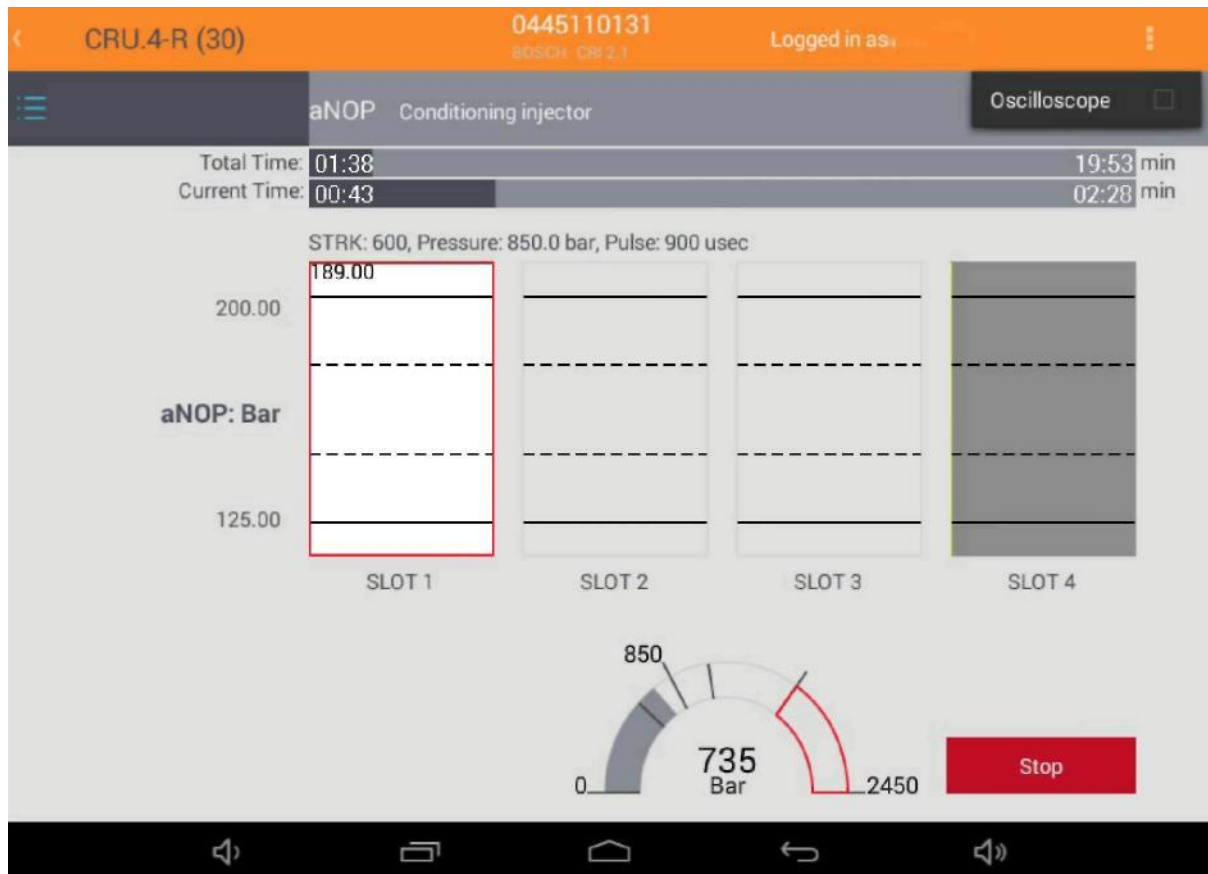 CRU.4-R (30)
0445110131
BOSCH CRI 2.1
Logged in as:
aNOP Conditioning injector
Oscilloscope
Total Time: 01:38 19:53 min
Current Time: 00:43 02:28 min
STRK: 600, Pressure: 850.0 bar, Pulse: 900 usec
189.00
200.00
aNOP: Bar
125.00
SLOT 1 SLOT 2 SLOT 3 SLOT 4
850
735
Bar
0 2450
Stop